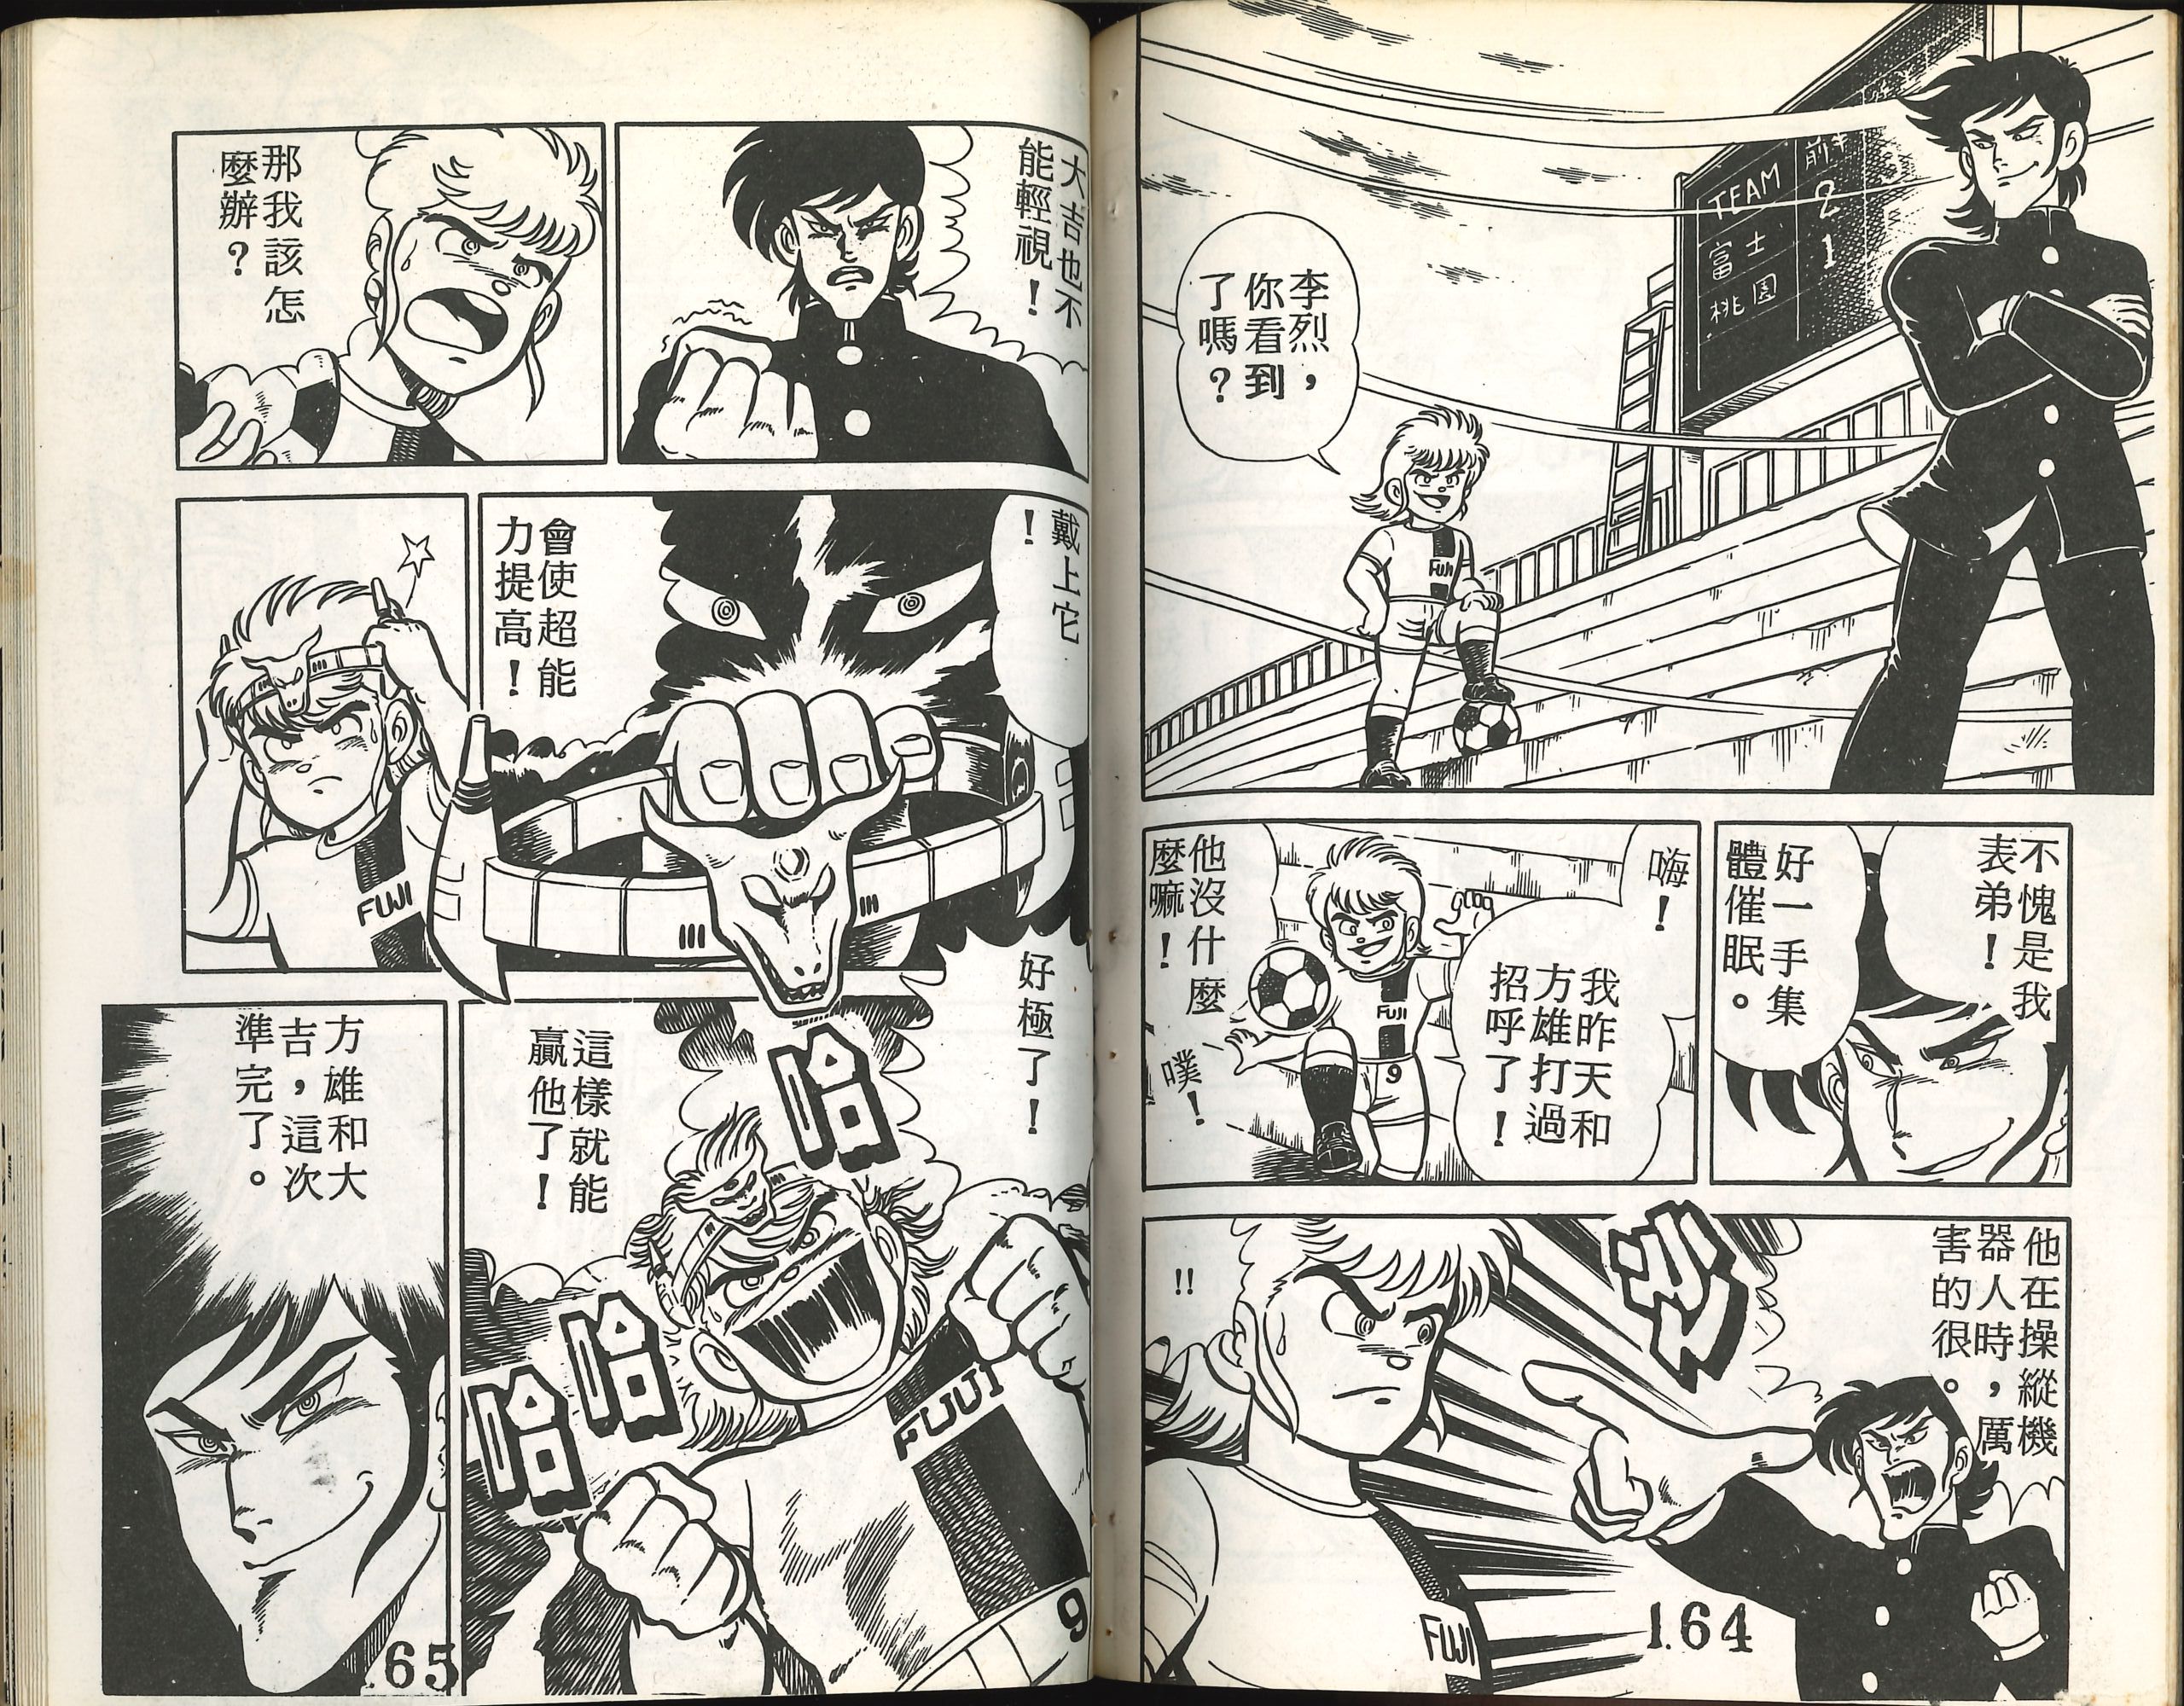 TEAM 前半
富士 2
桃園 1
李烈，
你看到
了嗎？
FUJI
不愧是我
表弟！
好一手集
體催眠。
嗨！
我昨天和
方雄打過
招呼了！
他沒什麼
麼嘛！
噗！
FUJI
9
他在操縱機
器人時，厲
害的很。
!!
FUJI
164
大吉也不
能輕視！
那我該怎
麼辦？
戴上它
！
會使超能
力提高！
FUJI
好極了！
哈
這樣就能
贏他了！
哈
哈
FUJI
9
方雄和大
吉，這次
準完了。
65